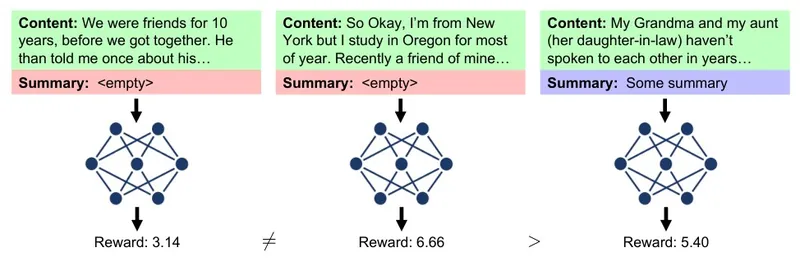 Content: We were friends for 10
years, before we got together. He
than told me once about his…
Summary: <empty>
Reward: 3.14
≠
Content: So Okay, I'm from New
York but I study in Oregon for most
of year. Recently a friend of mine…
Summary: <empty>
Reward: 6.66
>
Content: My Grandma and my aunt
(her daughter-in-law) haven't
spoken to each other in years…
Summary: Some summary
Reward: 5.40